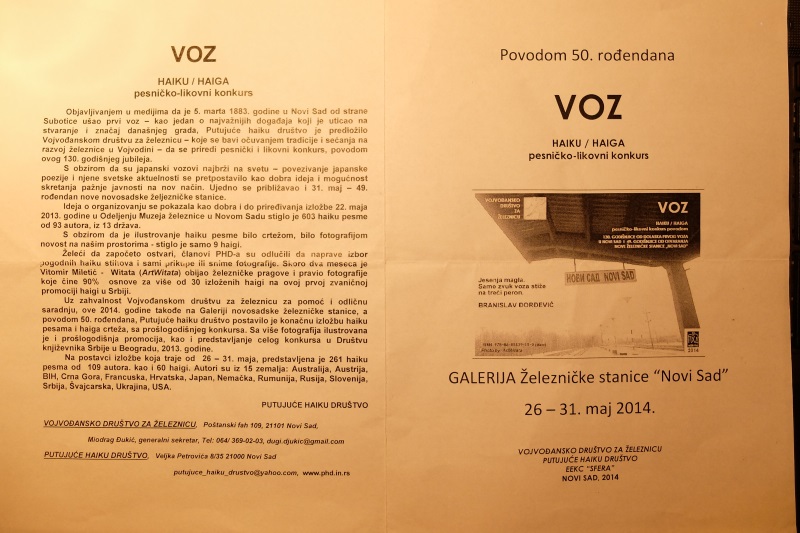 VOZ
HAIKU / HAIGA
pesničko-likovni konkurs
Objavljivanjem u medijima da je 5. marta 1883. godine u Novi Sad od strane
Subotice ušao prvi voz – kao jedan o najvažnijih događaja koji je uticao na
stvaranje i značaj današnjeg grada, Putujuće haiku društvo je predložilo
Vojvođanskom društvu za železnicu – koje se bavi očuvanjem tradicije i sećanja na
razvoj železnice u Vojvodini – da se priredi pesnički i likovni konkurs, povodom
ovog 130. godišnjeg jubileja.
S obzirom da su japanski vozovi najbrži na svetu – povezivanje japanske
poezije i njene svetske aktuelnosti se pretpostavilo kao dobra ideja i mogućnost
skretanja pažnje javnosti na nov način. Ujedno se približavao i 31. maj – 49.
rođendan nove novosadske željezničke stanice.
Ideja o organizovanju se pokazala kao dobra i do priređivanja izložbe 22. maja
2013. godine u Odeljenju Muzeja železnice u Novom Sadu stiglo je 603 haiku pesme
od 93 autora, iz 13 država.
S obzirom da je ilustrovanje haiku pesme bilo crtežom, bilo fotografijom
novost na našim prostorima - stiglo je samo 9 haigi.
Želeći da započeto ostvari, članovi PHD-a su odlučili da naprave izbor
pogodnih haiku stihova i sami prikupe ili snime fotografije. Skoro dva meseca je
Vitomir Miletić - Witata (ArtWitata) obijao železničke pragove i pravio fotografije
koje čine 90% osnove za više od 30 izloženih haigi na ovoj prvoj zvaničnoj
promociji haigi u Srbiji.
Uz zahvalnost Vojvođanskom društvu za železnicu za pomoć i odličnu
saradnju, ove 2014. godine takođe na Galeriji novosadske železničke stanice, a
povodom 50. rođendana, Putujuće haiku društvo postavilo je konačnu izložbu haiku
pesama i haiga crteža, sa prošlogodišnjeg konkursa. Sa više fotografija ilustrovana
je i prošlogodišnja promocija, kao i predstavljanje celog konkursa u Društvu
književnika Srbije u Beogradu, 2013. godine.
Na postavci izložbe koja traje od 26 – 31. maja, predstavljena je 261 haiku
pesma od 109 autora. kao i 60 haigi. Autori su iz 15 zemalja: Australija, Austrija,
BIH, Crna Gora, Francuska, Hrvatska, Japan, Nemačka, Rumunija, Rusija, Slovenija,
Srbija, Švajcarska, Ukrajina, USA.
PUTUJUĆE HAIKU DRUŠTVO
VOJVOĐANSKO DRUŠTVO ZA ŽELEZNICU, Poštanski fah 109, 21101 Novi Sad,
Miodrag Đukić, generalni sekretar, Tel: 064/ 369-02-03, dugi.djukic@gmail.com
PUTUJUĆE HAIKU DRUŠTVO, Veljka Petrovića 8/35 21000 Novi Sad
putujuce_haiku_drustvo@yahoo.com, www.phd.in.rs
Povodom 50. rođendana
VOZ
HAIKU / HAIGA
pesničko-likovni konkurs
VOJVOĐANSKO
DRUŠTVO
ZA
ŽELEZNICU
VOZ
HAIKU / HAIGA
pesničko-likovni konkurs povodom
НОВИ САД NOVI SAD
Jesenja magla.
Samo zvuk voza stiže
na treći peron.
BRANISLAV ĐORĐEVIĆ
2014
GALERIJA Železničke stanice "Novi Sad"
26 – 31. maj 2014.
VOJVOĐANSKO DRUŠTVO ZA ŽELEZNICU
PUTUJUĆE HAIKU DRUŠTVO
EEKC "SFERA"
NOVI SAD, 2014